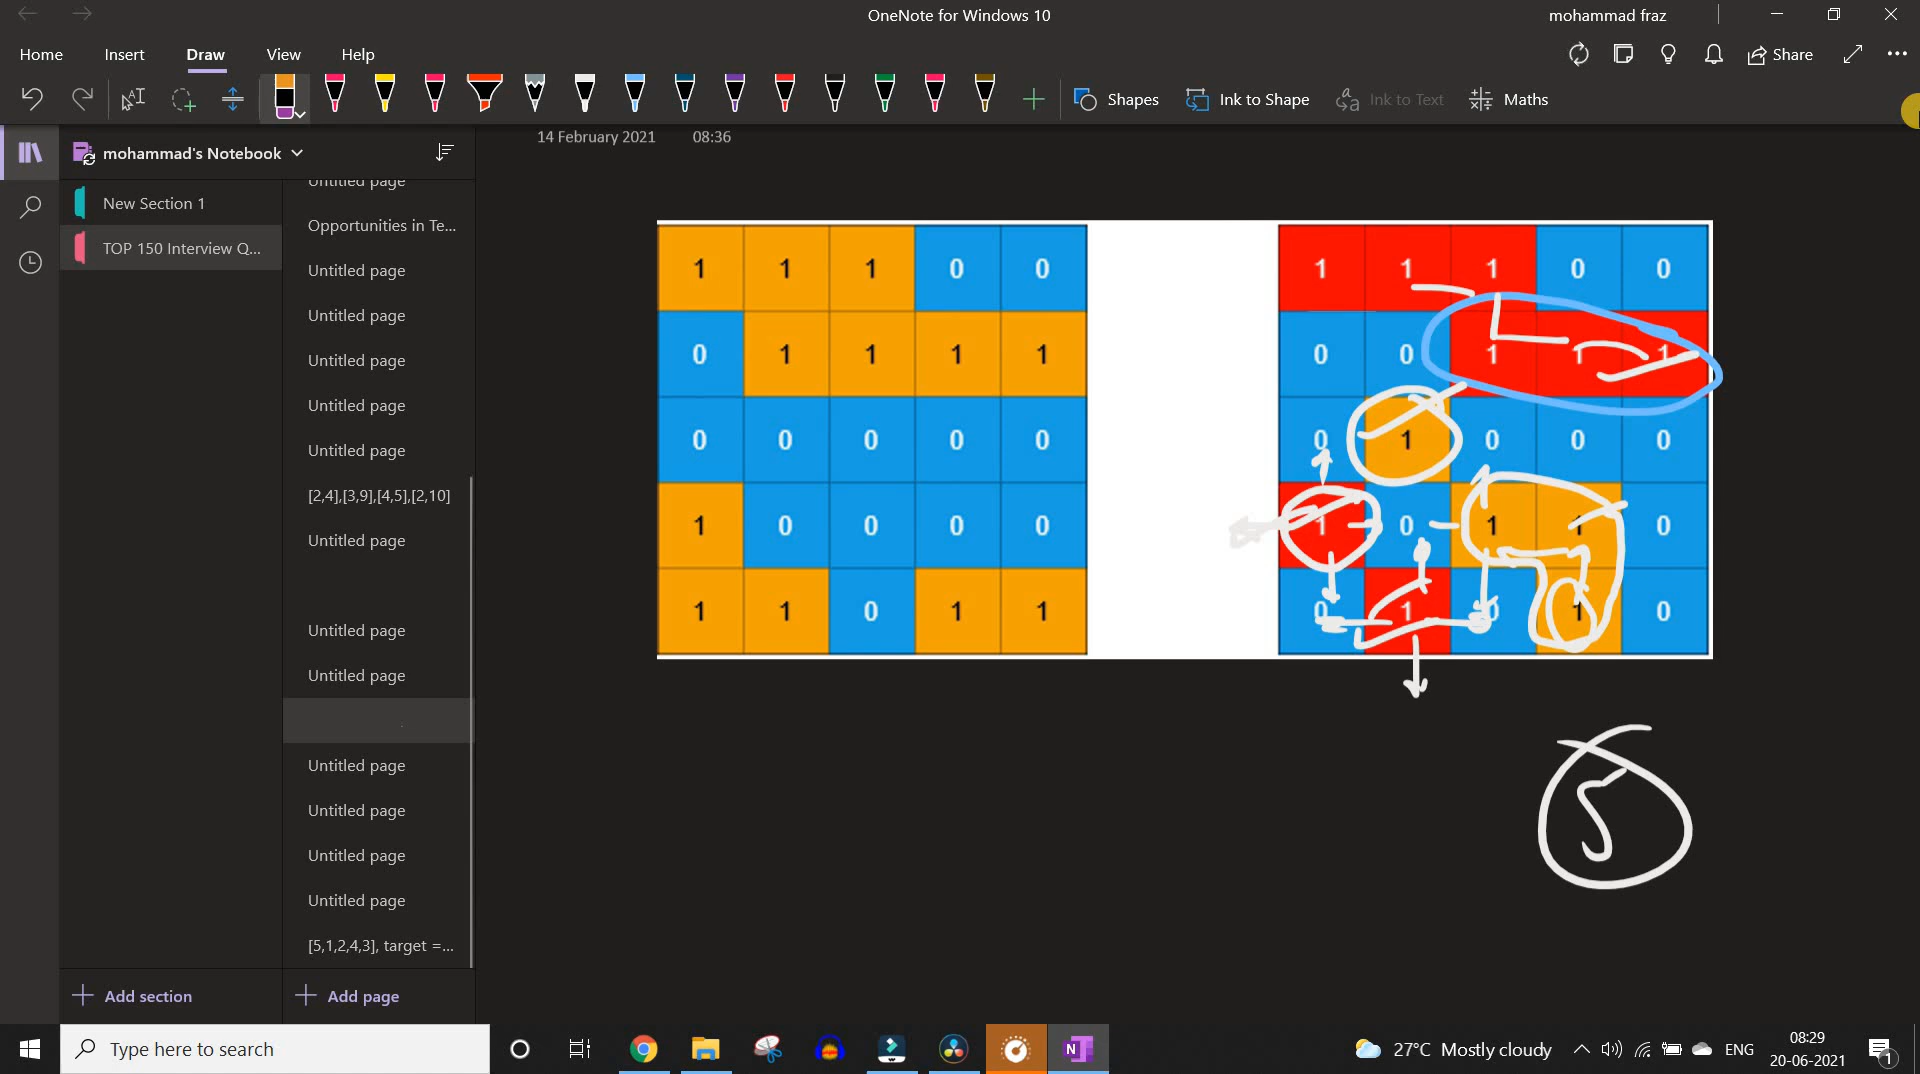 OneNote for Windows 10
mohammad fraz
Home Insert Draw View Help
Share
Shapes Ink to Shape Ink to Text Maths
mohammad's Notebook
14 February 2021 08:36
New Section 1
TOP 150 Interview Q...
Untitled page
Opportunities in Te...
Untitled page
Untitled page
Untitled page
Untitled page
Untitled page
[2,4],[3,9],[4,5],[2,10]
Untitled page
Untitled page
Untitled page
Untitled page
Untitled page
Untitled page
Untitled page
[5,1,2,4,3], target =...
1 1 1 0 0
0 1 1 1 1
0 0 0 0 0
1 0 0 0 0
1 1 0 1 1
1 1 1 0 0
0 0 1 1 1
0 1 0 0 0
1 0 1 1 0
0 1 0 1 0
5
Add section
Add page
Type here to search
27°C Mostly cloudy
ENG
08:29
20-06-2021
1